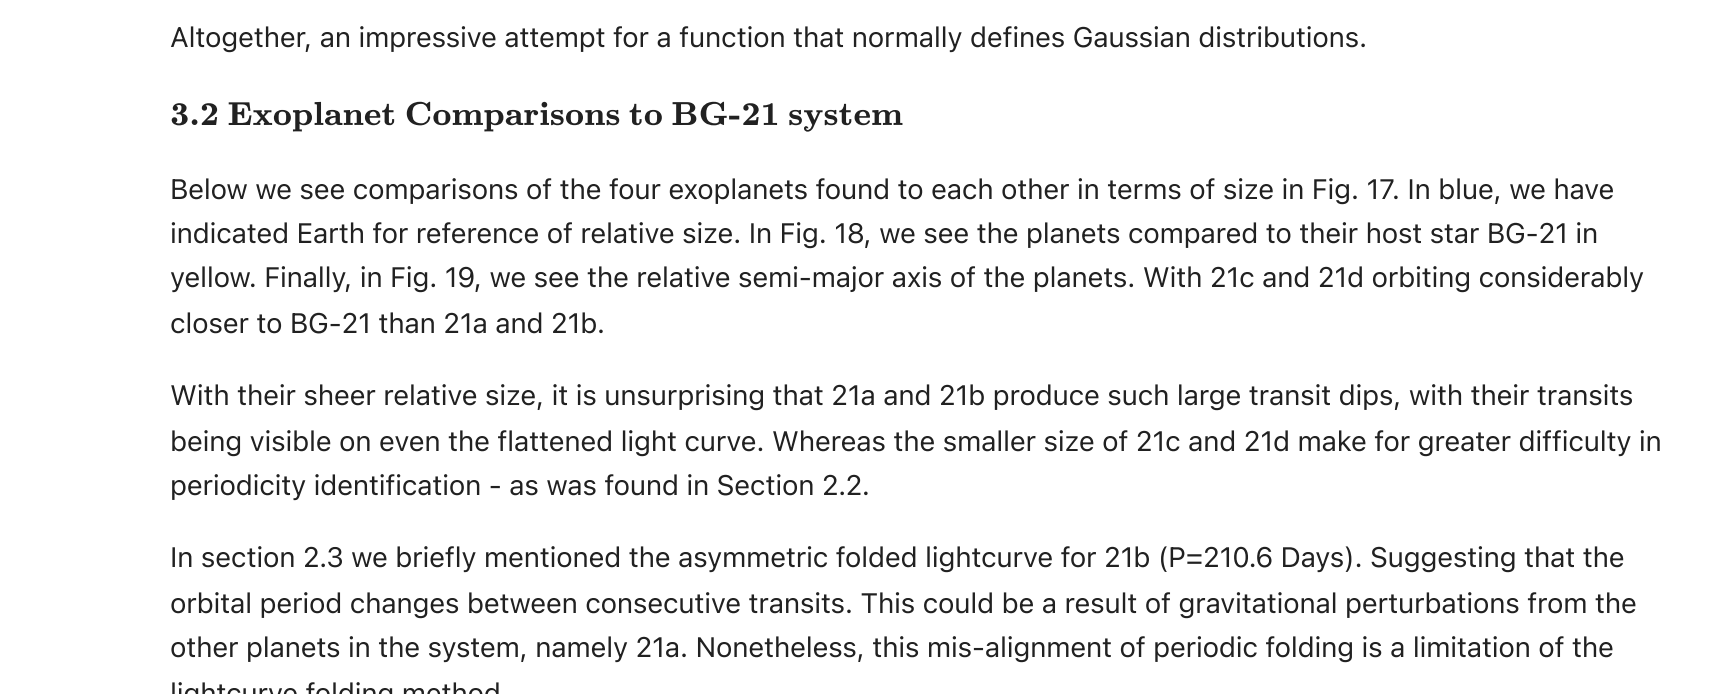 Altogether, an impressive attempt for a function that normally defines Gaussian distributions.
3.2 Exoplanet Comparisons to BG-21 system
Below we see comparisons of the four exoplanets found to each other in terms of size in Fig. 17. In blue, we have
indicated Earth for reference of relative size. In Fig. 18, we see the planets compared to their host star BG-21 in
yellow. Finally, in Fig. 19, we see the relative semi-major axis of the planets. With 21c and 21d orbiting considerably
closer to BG-21 than 21a and 21b.
With their sheer relative size, it is unsurprising that 21a and 21b produce such large transit dips, with their transits
being visible on even the flattened light curve. Whereas the smaller size of 21c and 21d make for greater difficulty in
periodicity identification - as was found in Section 2.2.
In section 2.3 we briefly mentioned the asymmetric folded lightcurve for 21b (P=210.6 Days). Suggesting that the
orbital period changes between consecutive transits. This could be a result of gravitational perturbations from the
other planets in the system, namely 21a. Nonetheless, this mis-alignment of periodic folding is a limitation of the
lightcurve folding method.